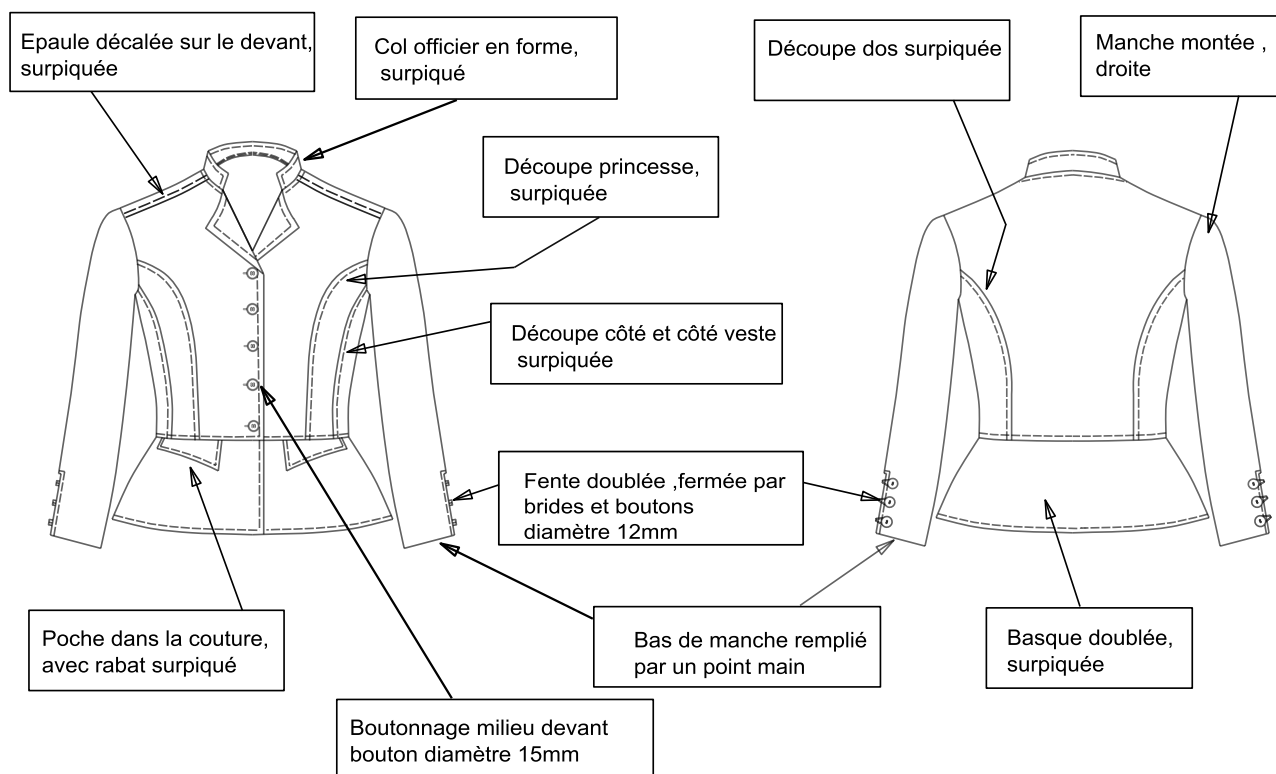 Epaule décalée sur le devant,
surpiquée
Col officier en forme,
surpiqué
Découpe dos surpiquée
Manche montée ,
droite
Découpe princesse,
surpiquée
Découpe côté et côté veste
surpiquée
Fente doublée ,fermée par
brides et boutons
diamètre 12mm
Poche dans la couture,
avec rabat surpiqué
Bas de manche remplié
par un point main
Basque doublée,
surpiquée
Boutonnage milieu devant
bouton diamètre 15mm